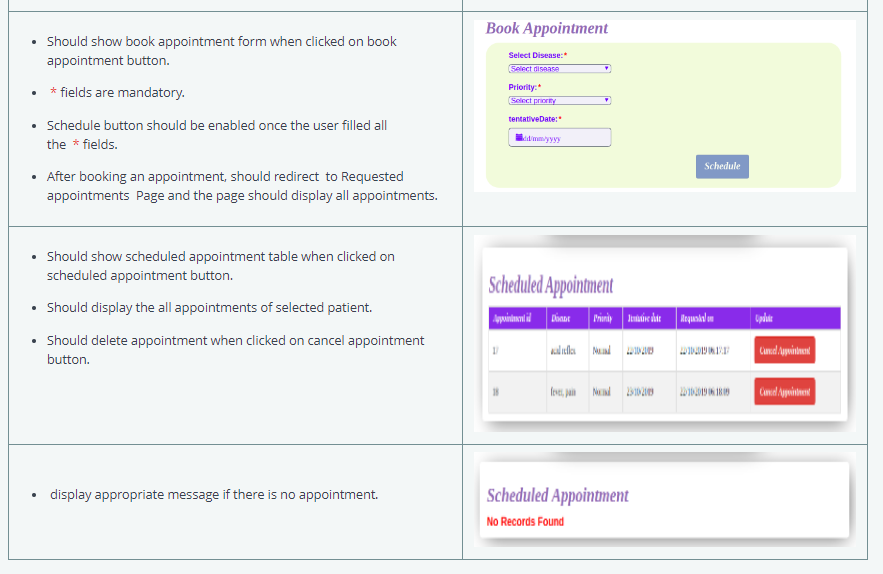 Should show book appointment form when clicked on book
appointment button.
* fields are mandatory.
Schedule button should be enabled once the user filled all
the * fields.
After booking an appointment, should redirect to Requested
appointments Page and the page should display all appointments.
Book Appointment
Select Disease:*
Select disease
Priority:*
Select priority
tentativeDate:*
dd/mm/yyyy
Schedule
Should show scheduled appointment table when clicked on
scheduled appointment button.
Should display the all appointments of selected patient.
Should delete appointment when clicked on cancel appointment
button.
Scheduled Appointment
Appointment id Disease Priority Tentative date Requested on Update
17 acid reflex Normal 22/10/2019 22/10/2019 06.17.17 Cancel Appointment
18 fever, pain Normal 23/10/2019 22/10/2019 06.18.09 Cancel Appointment
display appropriate message if there is no appointment.
Scheduled Appointment
No Records Found